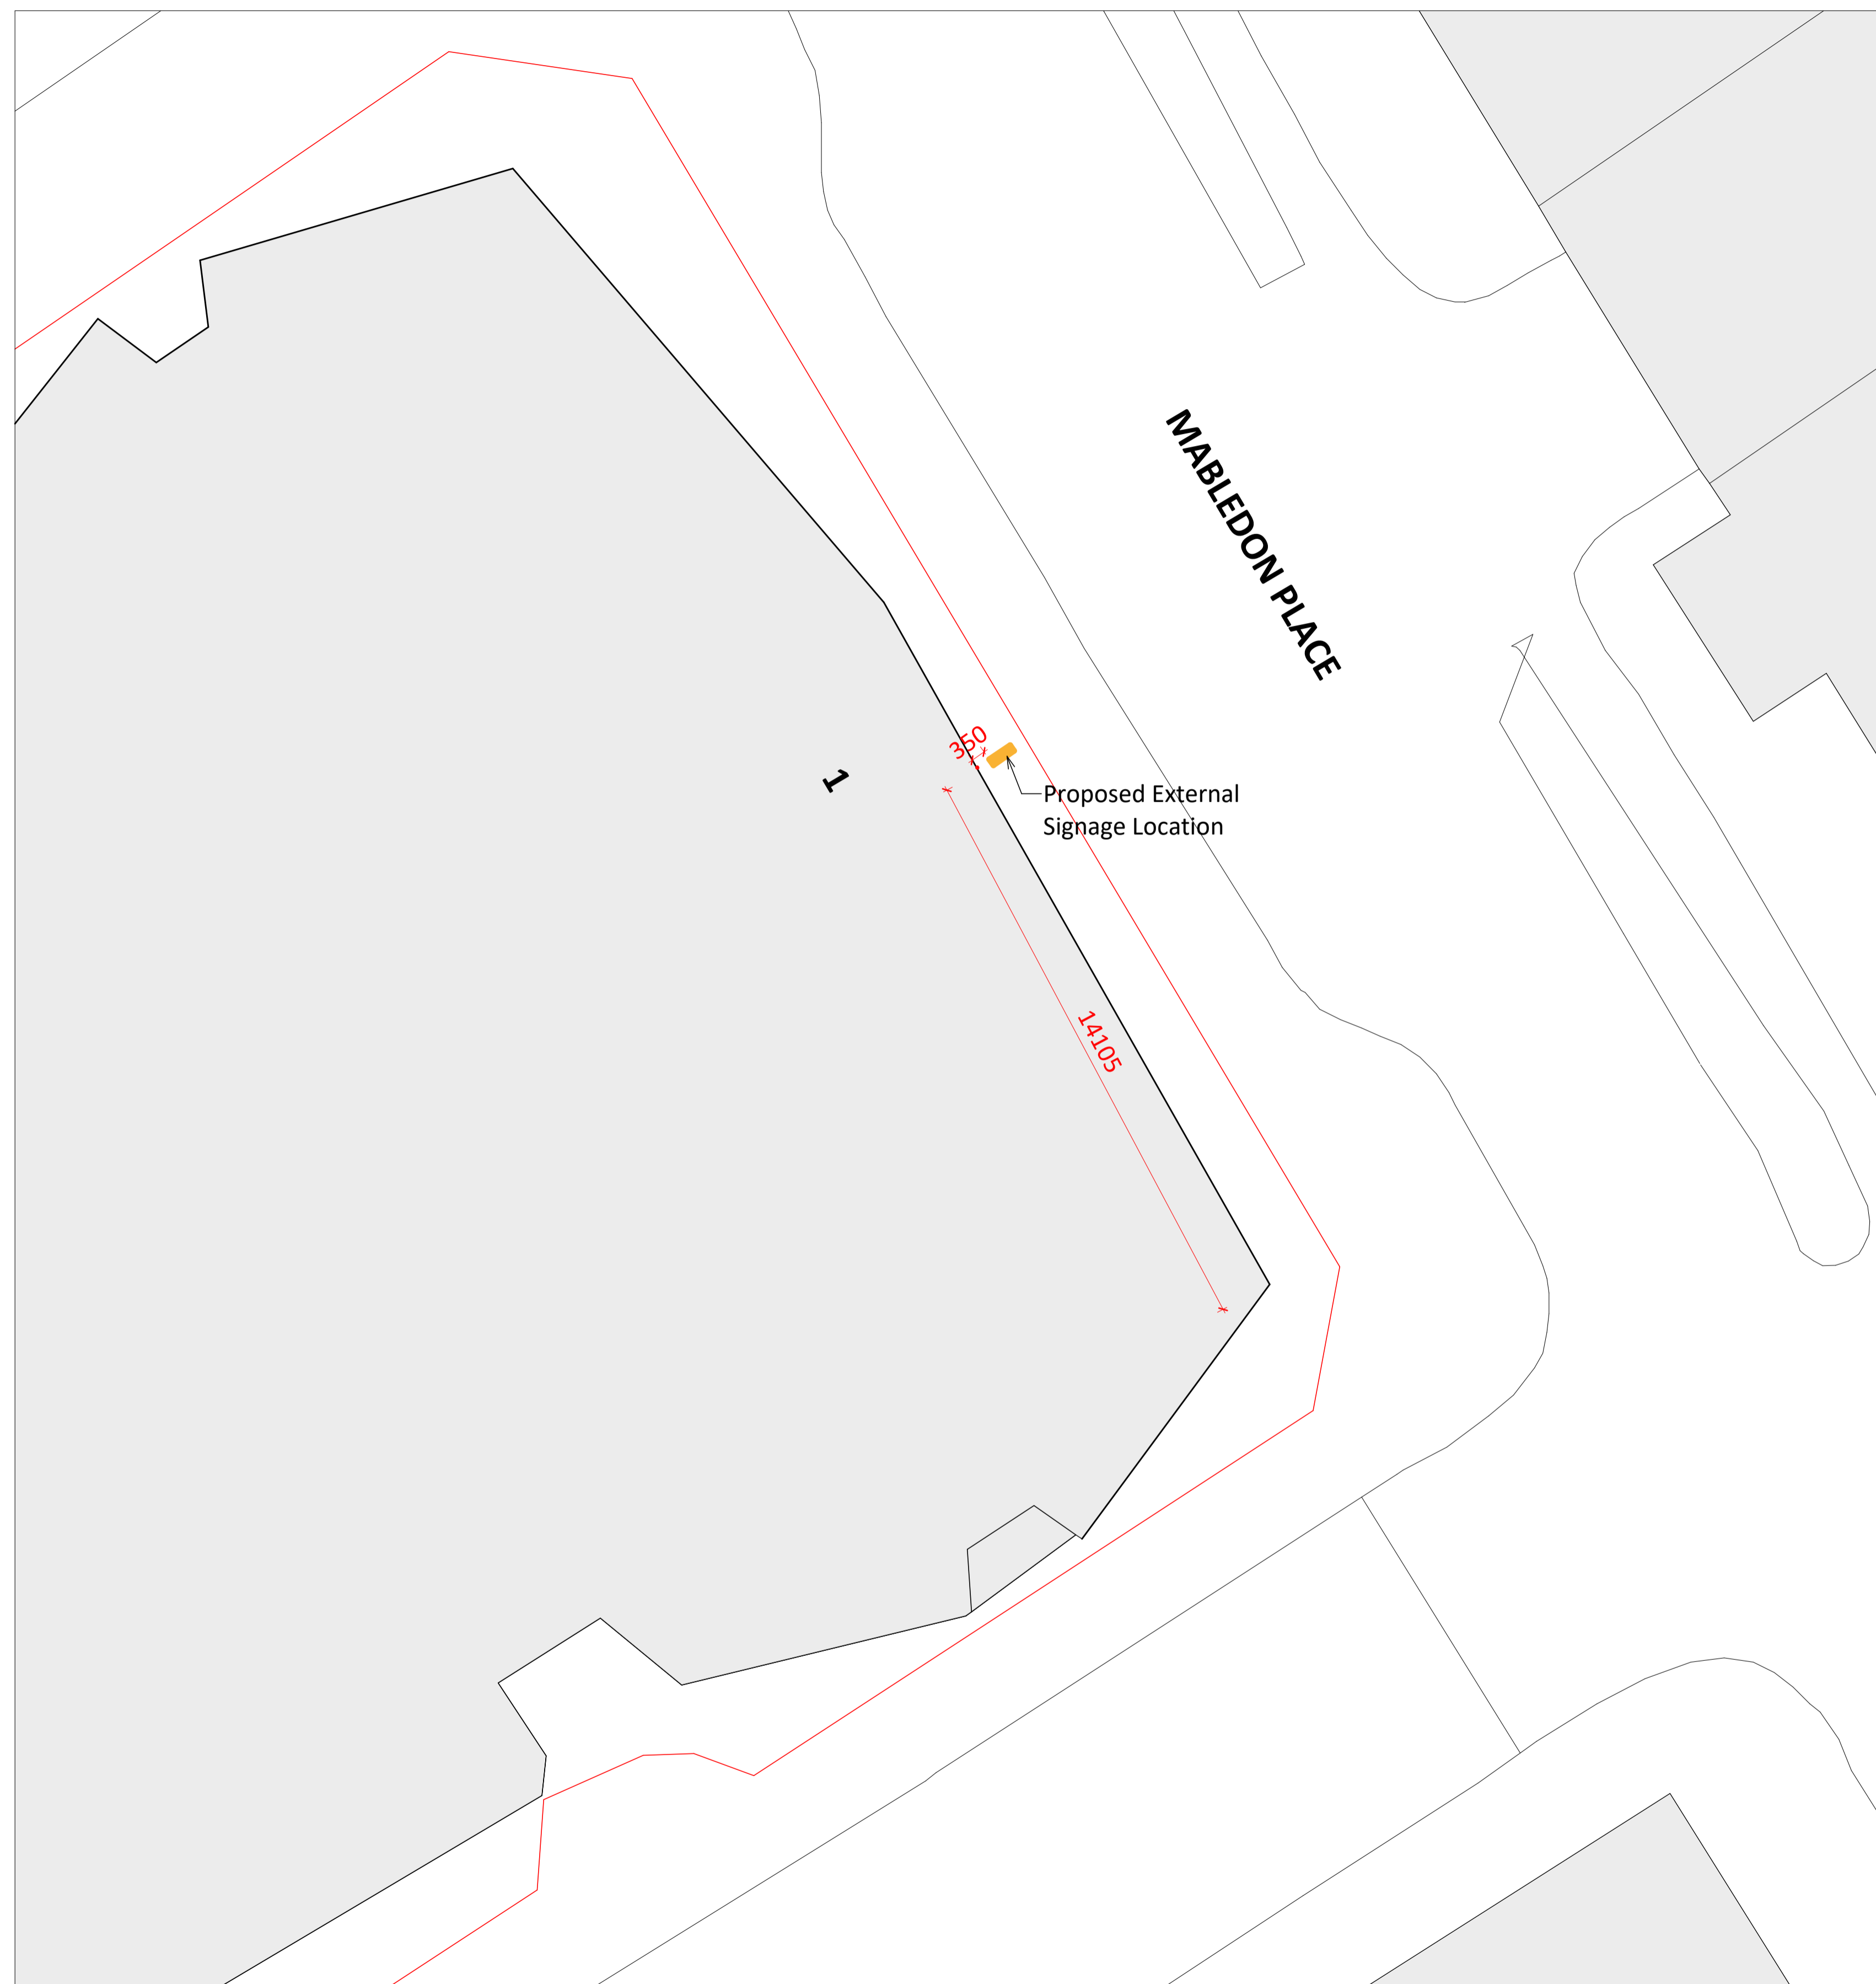 MABLEDON PLACE
350
1
Proposed External
Signage Location
14105